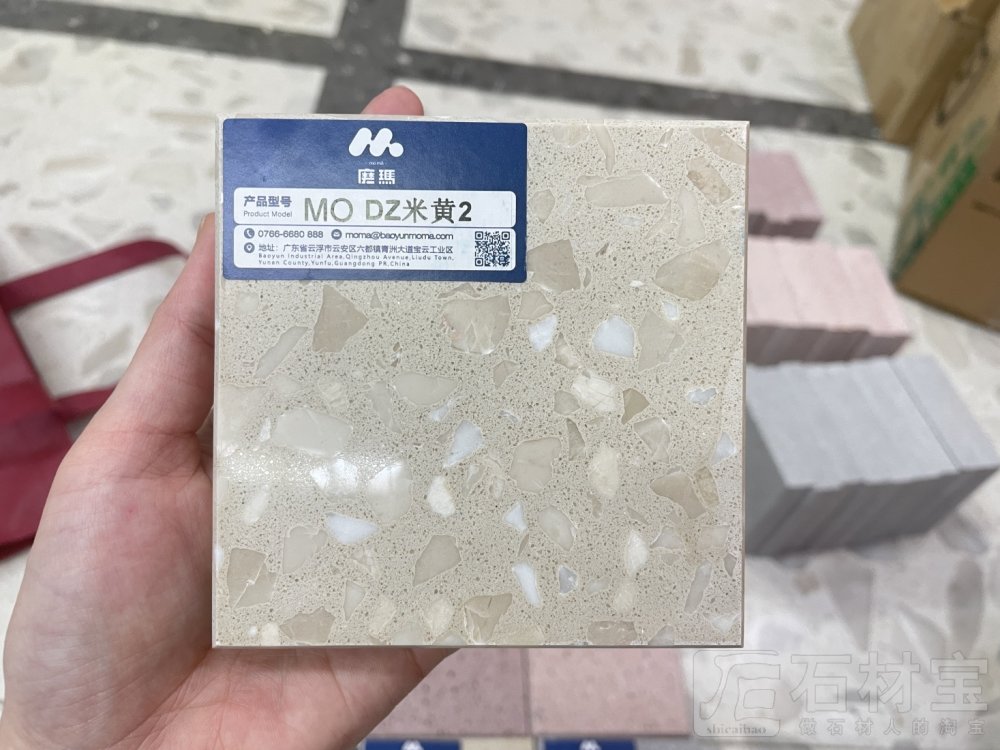 mo mà
磨瑪
产品型号
Product Model
MO DZ米黄2
0766-6680 888 moma@baoyunmoma.com
地址：广东省云浮市云安区六都镇青洲大道宝云工业区
Baoyun Industrial Area,Qingzhou Avenue,Liudu Town,
Yunan County,Yunfu,Guangdong PR,China
石材宝
shicaibao
做石材人的淘宝